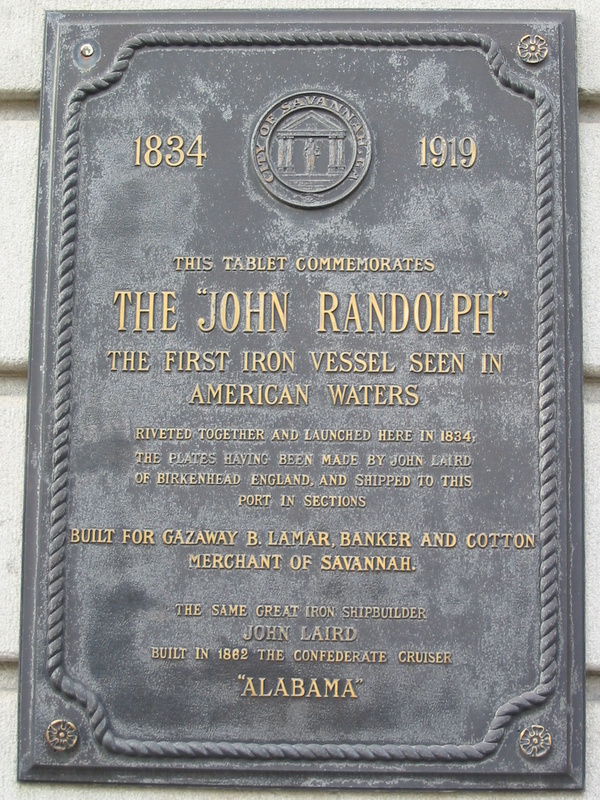 CITY OF SAVANNAH
1834 1919
THIS TABLET COMMEMORATES
THE "JOHN RANDOLPH"
THE FIRST IRON VESSEL SEEN IN
AMERICAN WATERS
RIVETED TOGETHER AND LAUNCHED HERE IN 1834,
THE PLATES HAVING BEEN MADE BY JOHN LAIRD
OF BIRKENHEAD ENGLAND, AND SHIPPED TO THIS
PORT IN SECTIONS
BUILT FOR GAZAWAY B. LAMAR, BANKER AND COTTON
MERCHANT OF SAVANNAH.
THE SAME GREAT IRON SHIPBUILDER
JOHN LAIRD
BUILT IN 1862 THE CONFEDERATE CRUISER
"ALABAMA"